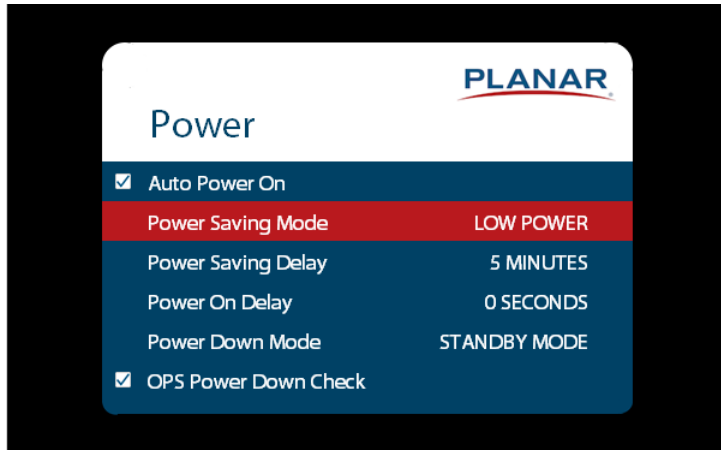 PLANAR
Power
Auto Power On
Power Saving Mode LOW POWER
Power Saving Delay 5 MINUTES
Power On Delay 0 SECONDS
Power Down Mode STANDBY MODE
OPS Power Down Check